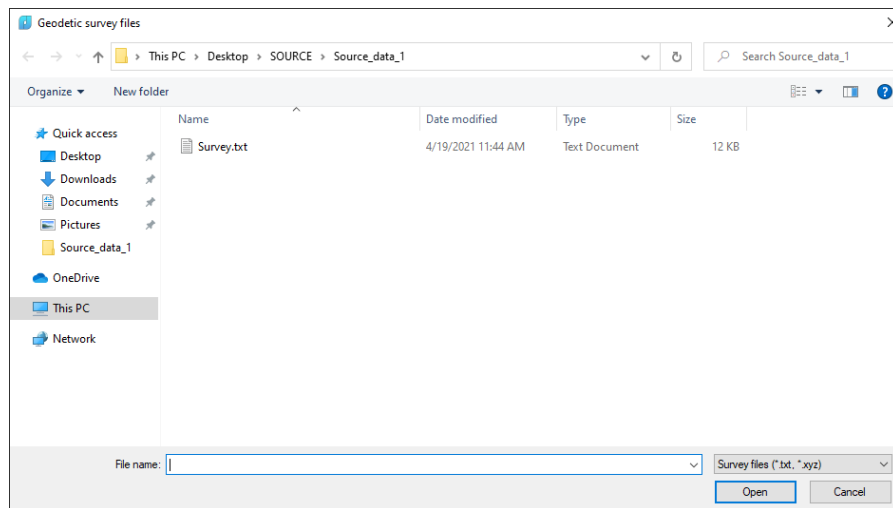 Geodetic survey files
This PC > Desktop > SOURCE > Source_data_1
Search Source_data_1
Organize
New folder
Name
Date modified
Type
Size
Survey.txt
4/19/2021 11:44 AM
Text Document
12 KB
Quick access
Desktop
Downloads
Documents
Pictures
Source_data_1
OneDrive
This PC
Network
File name:
Survey files (*.txt, *.xyz)
Open
Cancel